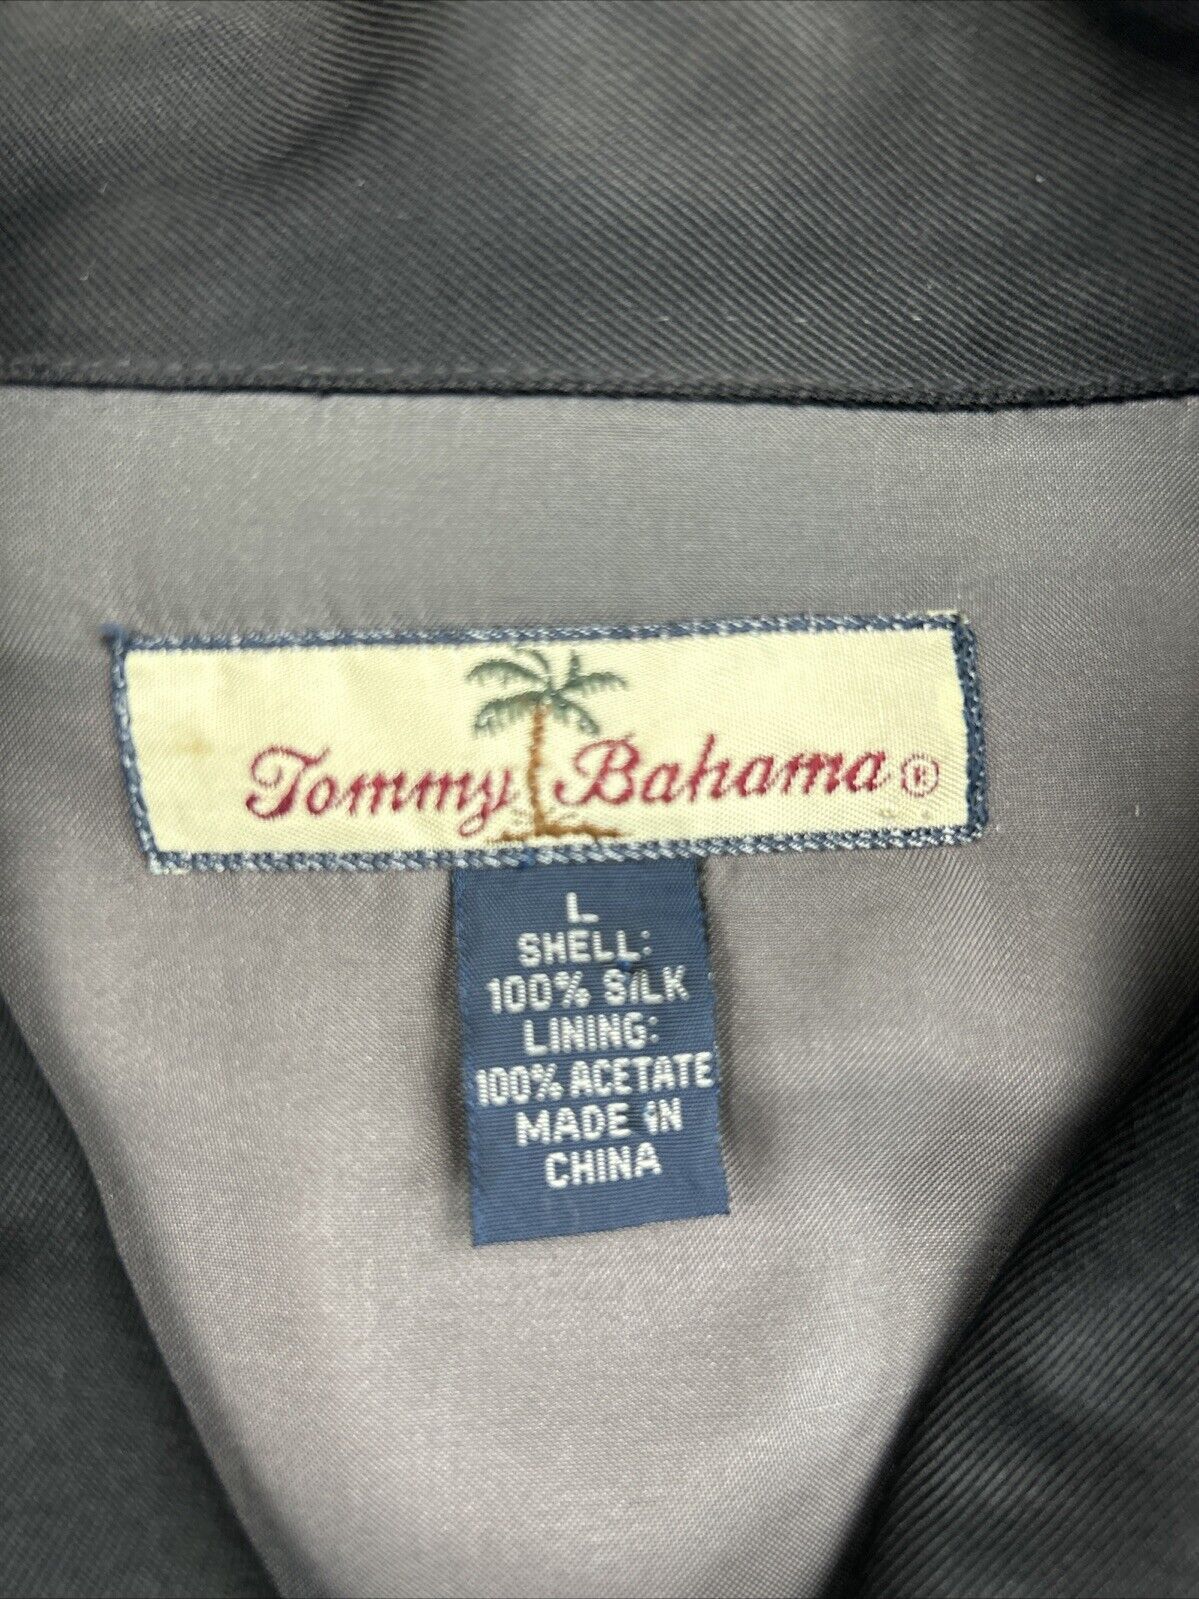 Tommy Bahama®
L
SHELL:
100% SILK
LINING:
100% ACETATE
MADE IN
CHINA